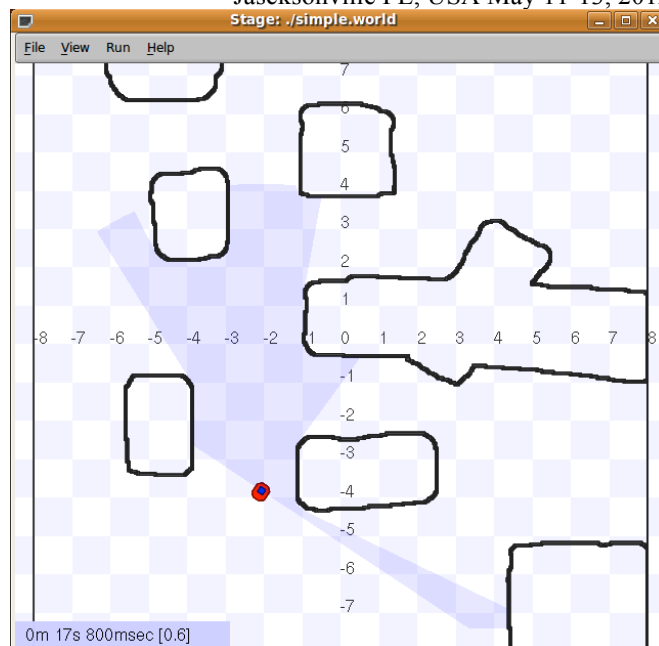 Jasecksonville FL, USA May 11-13, 201
Stage: ./simple.world
File View Run Help
7
6
5
4
3
2
1
-8 -7 -6 -5 -4 -3 -2 -1 0 1 2 3 4 5 6 7 8
-1
-2
-3
-4
-5
-6
-7
0m 17s 800msec [0.6]